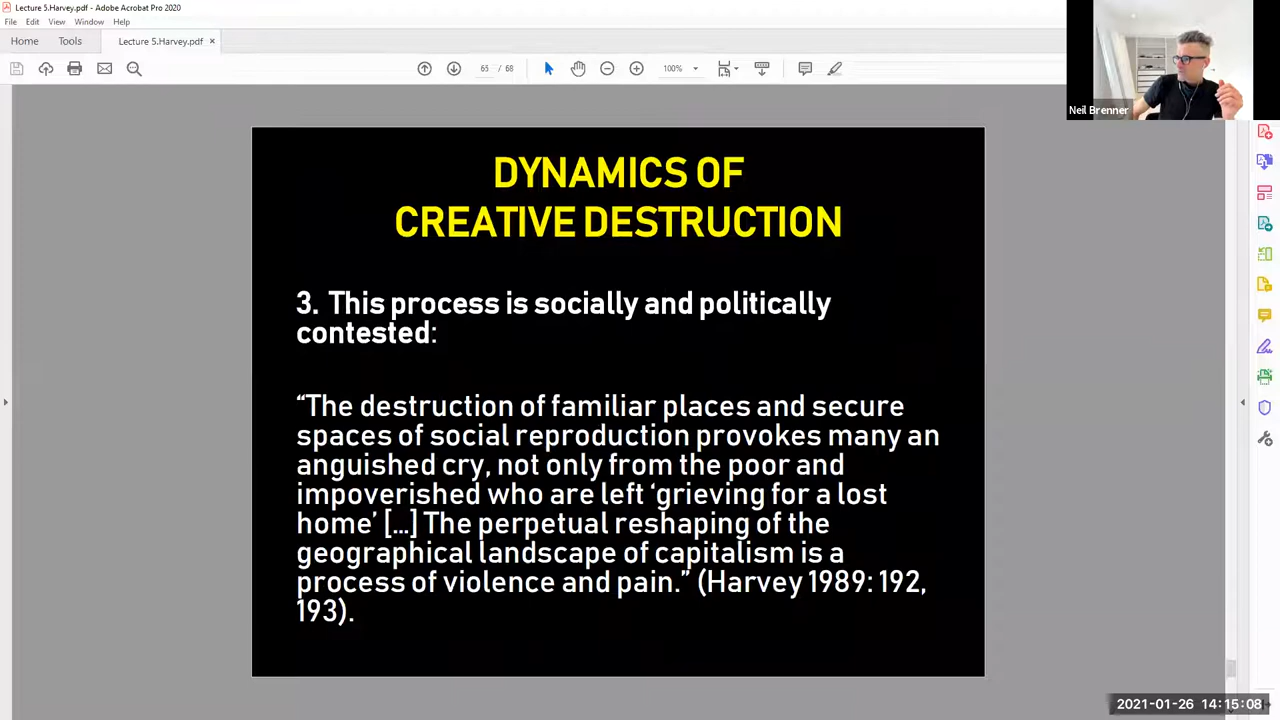 Lecture 5.Harvey.pdf - Adobe Acrobat Pro 2020
File Edit View Window Help
Home Tools Lecture 5.Harvey.pdf ×
65 / 68 100%
Neil Brenner
DYNAMICS OF
CREATIVE DESTRUCTION
3. This process is socially and politically
contested:
“The destruction of familiar places and secure
spaces of social reproduction provokes many an
anguished cry, not only from the poor and
impoverished who are left ‘grieving for a lost
home’ [...] The perpetual reshaping of the
geographical landscape of capitalism is a
process of violence and pain.” (Harvey 1989: 192,
193).
2021-01-26 14:15:08